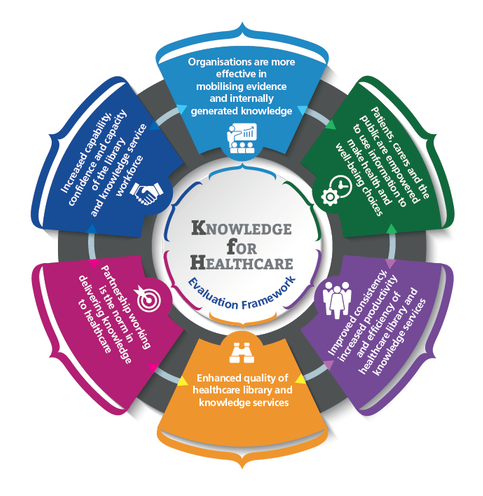 Organisations are more
effective in
mobilising evidence
and internally
generated knowledge
Patients, carers and the
public are empowered
to use information to
make health and
well-being choices
Improved consistency,
increased productivity
and efficiency of
healthcare library and
knowledge services
Enhanced quality of
healthcare library and
knowledge services
Partnership working
is the norm in
delivering knowledge
to healthcare
Increased capability,
confidence and capacity
of the library
and knowledge service
workforce
KNOWLEDGE
FOR
HEALTHCARE
Evaluation Framework